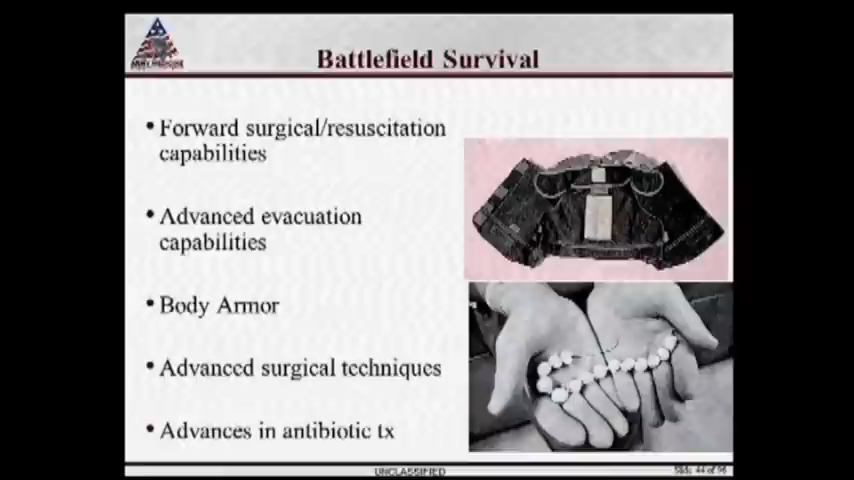 Battlefield Survival
• Forward surgical/resuscitation
capabilities
• Advanced evacuation
capabilities
• Body Armor
• Advanced surgical techniques
• Advances in antibiotic tx
UNCLASSIFIED
Slide 44 of 96